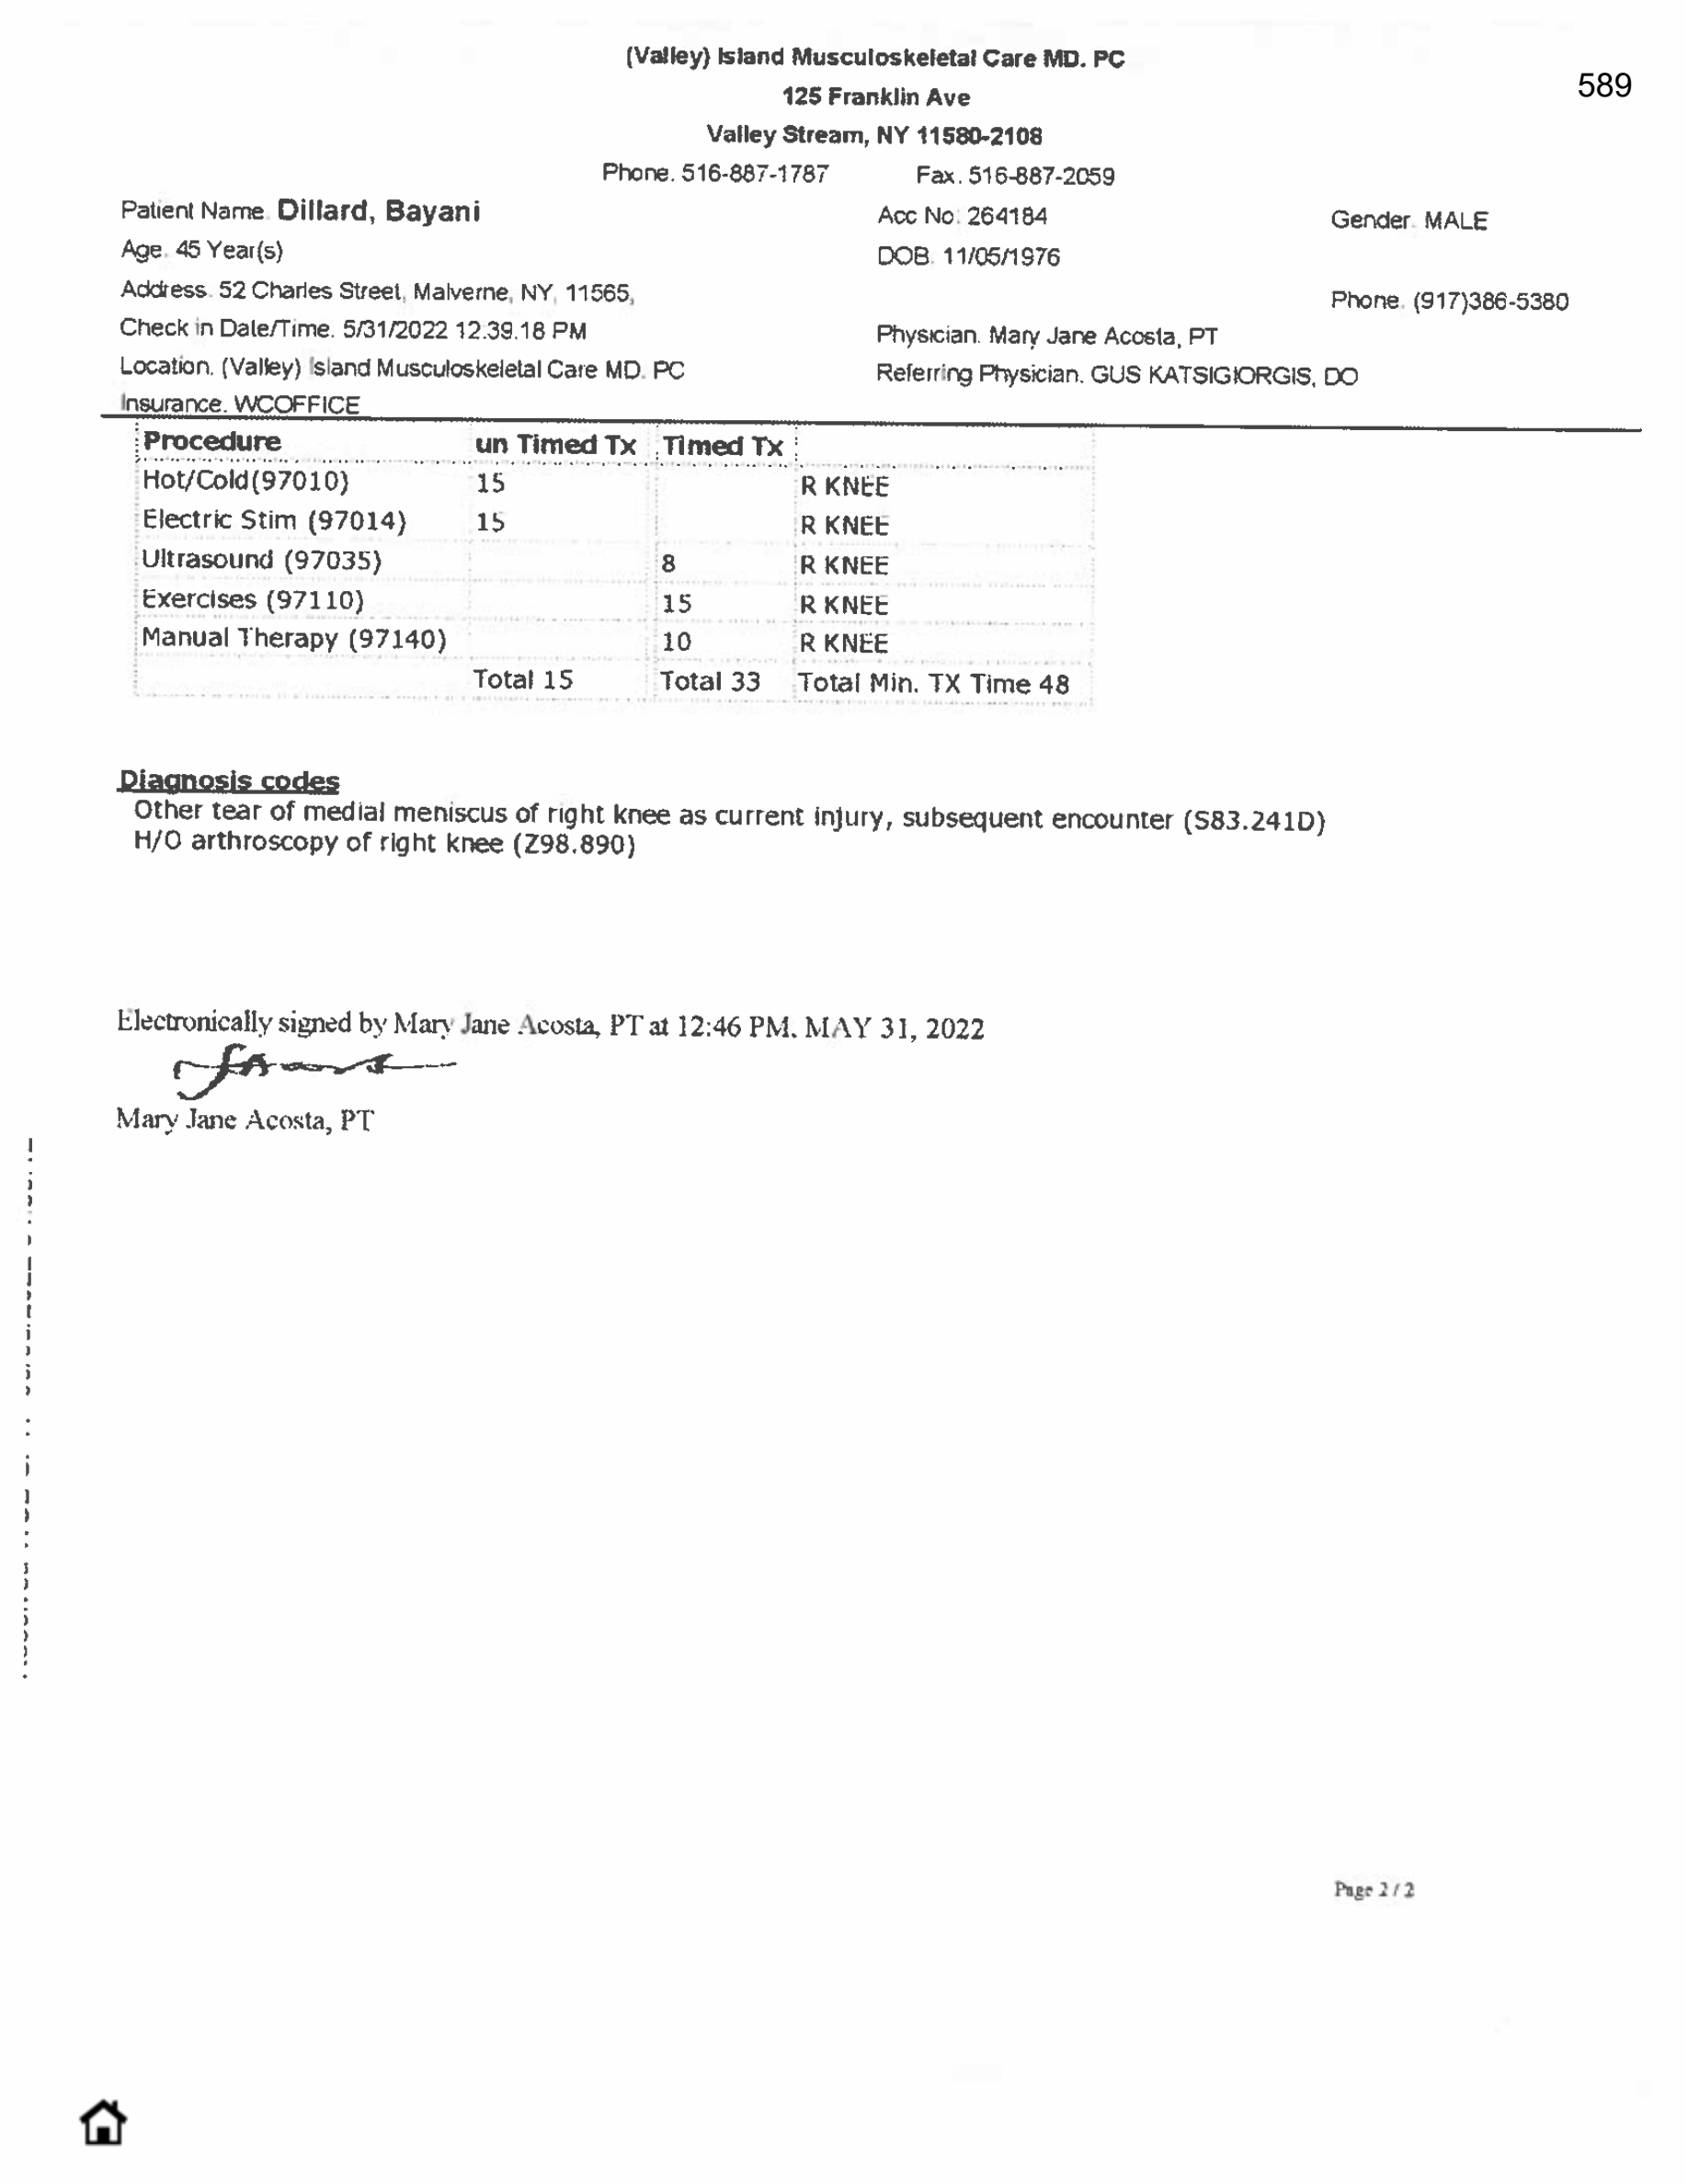 (Valley) Island Musculoskeletal Care MD. PC
589
125 Franklin Ave
Valley Stream, NY 11580-2108
Phone. 516-887-1787 Fax. 516-887-2059
Patient Name. Dillard, Bayani Acc No. 264184 Gender. MALE
Age. 45 Year(s) DOB. 11/05/1976
Address. 52 Charles Street, Malverne, NY, 11565, Phone. (917)386-5380
Check in Date/Time. 5/31/2022 12.39.18 PM Physician. Mary Jane Acosta, PT
Location. (Valley) Island Musculoskeletal Care MD. PC Referring Physician. GUS KATSIGIORGIS, DO
Insurance. WCOFFICE
Procedure un Timed Tx Timed Tx
Hot/Cold(97010) 15 R KNEE
Electric Stim (97014) 15 R KNEE
Ultrasound (97035) 8 R KNEE
Exercises (97110) 15 R KNEE
Manual Therapy (97140) 10 R KNEE
Total 15 Total 33 Total Min. TX Time 48
Diagnosis codes
Other tear of medial meniscus of right knee as current injury, subsequent encounter (S83.241D)
H/O arthroscopy of right knee (Z98.890)
Electronically signed by Mary Jane Acosta, PT at 12:46 PM. MAY 31, 2022
Mary Jane Acosta, PT
Page 2 / 2